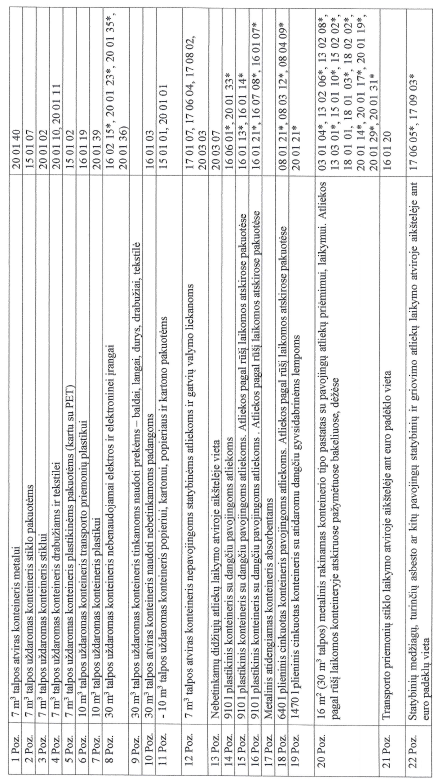 1 Poz. 7 m³ talpos atviras konteineris metalui 20 01 40
2 Poz. 7 m³ talpos uždaromas konteineris stiklo pakuotėms 15 01 07
3 Poz. 7 m³ talpos uždaromas konteineris stiklui 20 01 02
4 Poz. 7 m³ talpos uždaromas konteineris drabužiams ir tekstilei 20 01 10, 20 01 11
5 Poz. 7 m³ talpos uždaromas konteineris plastikinėms pakuotėms (kartu su PET) 15 01 02
6 Poz. 10 m³ talpos uždaromas konteineris transporto priemonių plastikui 16 01 19
7 Poz. 10 m³ talpos uždaromas konteineris plastikui 20 01 39
8 Poz. 30 m³ talpos uždaromas konteineris nebenaudojamai elektros ir elektroninei įrangai 16 02 15*, 20 01 23*, 20 01 35*,
20 01 36)
9 Poz. 30 m³ talpos uždaromas konteineris tinkamoms naudoti prekėms – baldai, langai, durys, drabužiai, tekstilė
10 Poz. 30 m³ atviras konteineris naudoti nebetinkamoms padangoms 16 01 03
11 Poz. - 10 m³ talpos uždaromas konteineris popieriui, kartonui, popieriaus ir kartono pakuotėms 15 01 01, 20 01 01
12 Poz. 7 m³ talpos atviras konteineris nepavojingoms statybinėms atliekoms ir gatvių valymo liekanoms 17 01 07, 17 06 04, 17 08 02,
20 03 03
13 Poz. Nebetinkamų didžiųjų atliekų laikymo atviroje aikštelėje vieta 20 03 07
14 Poz. 910 l plastikinis konteineris su dangčiu pavojingoms atliekoms 16 06 01*, 20 01 33*
15 Poz. 910 l plastikinis konteineris su dangčiu pavojingoms atliekoms. Atliekos pagal rūšį laikomos atskirose pakuotėse 16 01 13*, 16 01 14*
16 Poz. 910 l plastikinis konteineris su dangčiu pavojingoms atliekoms. Atliekos pagal rūšį laikomos atskirose pakuotėse 16 01 21*, 16 07 08*, 16 01 07*
17 Poz. Metalinis atidengiamas konteineris absorbentams
18 Poz. 640 l plieninis cinkuotas konteineris pavojingoms atliekoms. Atliekos pagal rūšį laikomos atskirose pakuotėse 08 01 21*, 08 03 12*, 08 04 09*
19 Poz. 1470 l plieninis cinkuotas konteineris su atidaromu dangčiu gyvsidabrinėms lempoms 20 01 21*
20 Poz. 16 m² (30 m³ talpos) metalinis rakinamas konteinerio tipo pastatas su pavojingų atliekų priėmimui, laikymui. Atliekos 03 01 04*, 13 02 06*, 13 02 08*,
pagal rūšį laikomos konteineryje atskiruose pažymėtuose bakeliuose, dėžėse 13 03 01*, 15 01 10*, 15 02 02*,
18 01 01, 18 01 03*, 18 02 02*,
20 01 14*, 20 01 17*, 20 01 19*,
20 01 29*, 20 01 31*
21 Poz. Transporto priemonių stiklo laikymo atviroje aikštelėje ant euro padėklo vieta 16 01 20
22 Poz. Statybinių medžiagų, turinčių asbesto ar kitų pavojingų statybinių ir griovimo atliekų laikymo atviroje aikštelėje ant 17 06 05*, 17 09 03*
euro padėklų vieta